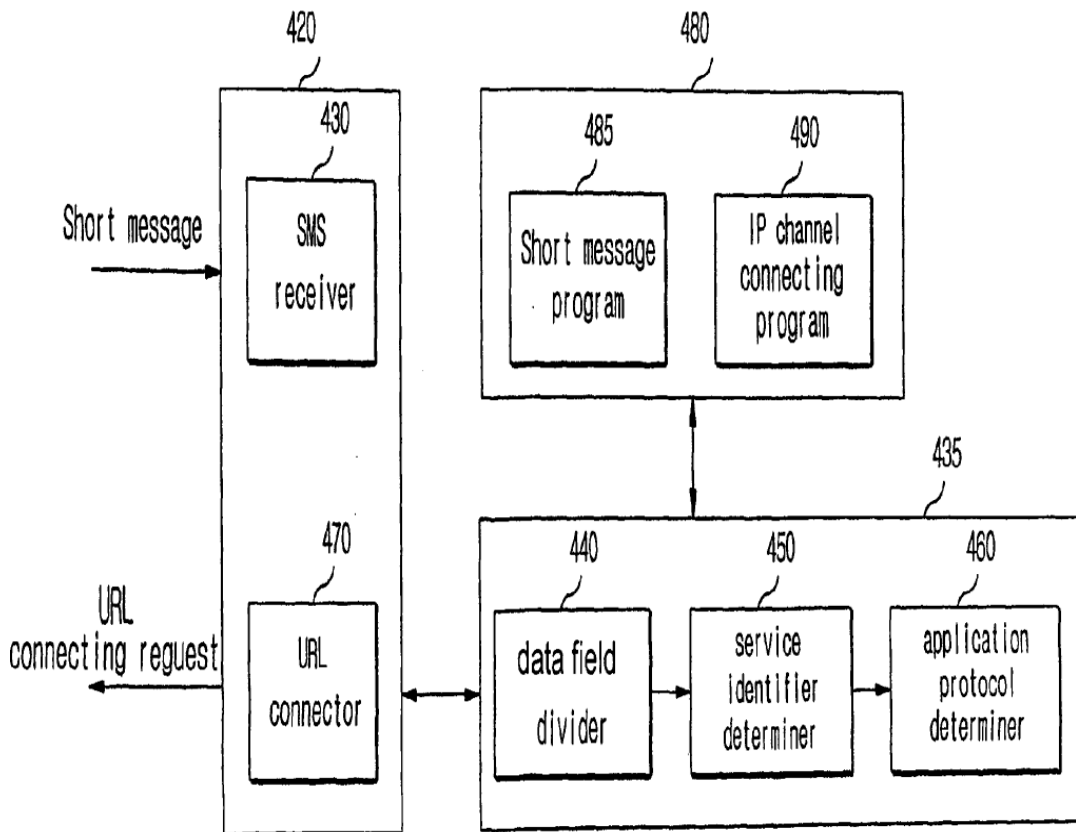 420
480
430
485
490
Short message
SMS
receiver
Short message
program
IP channel
connecting
program
435
470
440
450
460
URL
connecting reguest
URL
connector
data field
divider
service
identifier
determiner
application
protocol
determiner